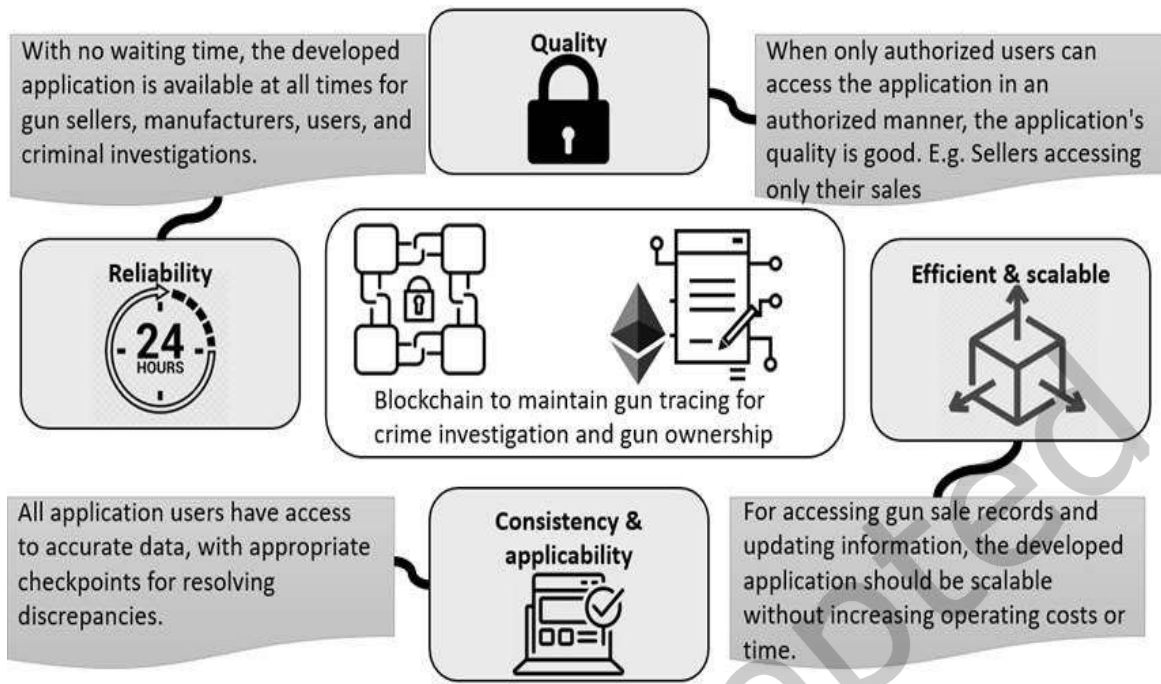 Quality
With no waiting time, the developed
application is available at all times for
gun sellers, manufacturers, users, and
criminal investigations.
When only authorized users can
access the application in an
authorized manner, the application's
quality is good. E.g. Sellers accessing
only their sales
Reliability
24
HOURS
Blockchain to maintain gun tracing for
crime investigation and gun ownership
Efficient & scalable
All application users have access
to accurate data, with appropriate
checkpoints for resolving
discrepancies.
Consistency &
applicability
For accessing gun sale records and
updating information, the developed
application should be scalable
without increasing operating costs or
time.
pted